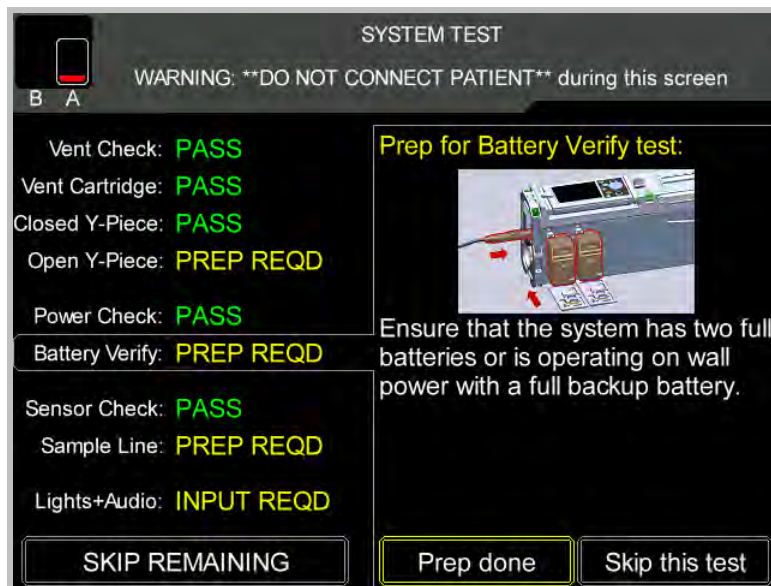 SYSTEM TEST
WARNING: **DO NOT CONNECT PATIENT** during this screen
B A
Vent Check: PASS
Vent Cartridge: PASS
Closed Y-Piece: PASS
Open Y-Piece: PREP REQD
Power Check: PASS
Battery Verify: PREP REQD
Sensor Check: PASS
Sample Line: PREP REQD
Lights+Audio: INPUT REQD
SKIP REMAINING
Prep for Battery Verify test:
Ensure that the system has two full
batteries or is operating on wall
power with a full backup battery.
Prep done
Skip this test